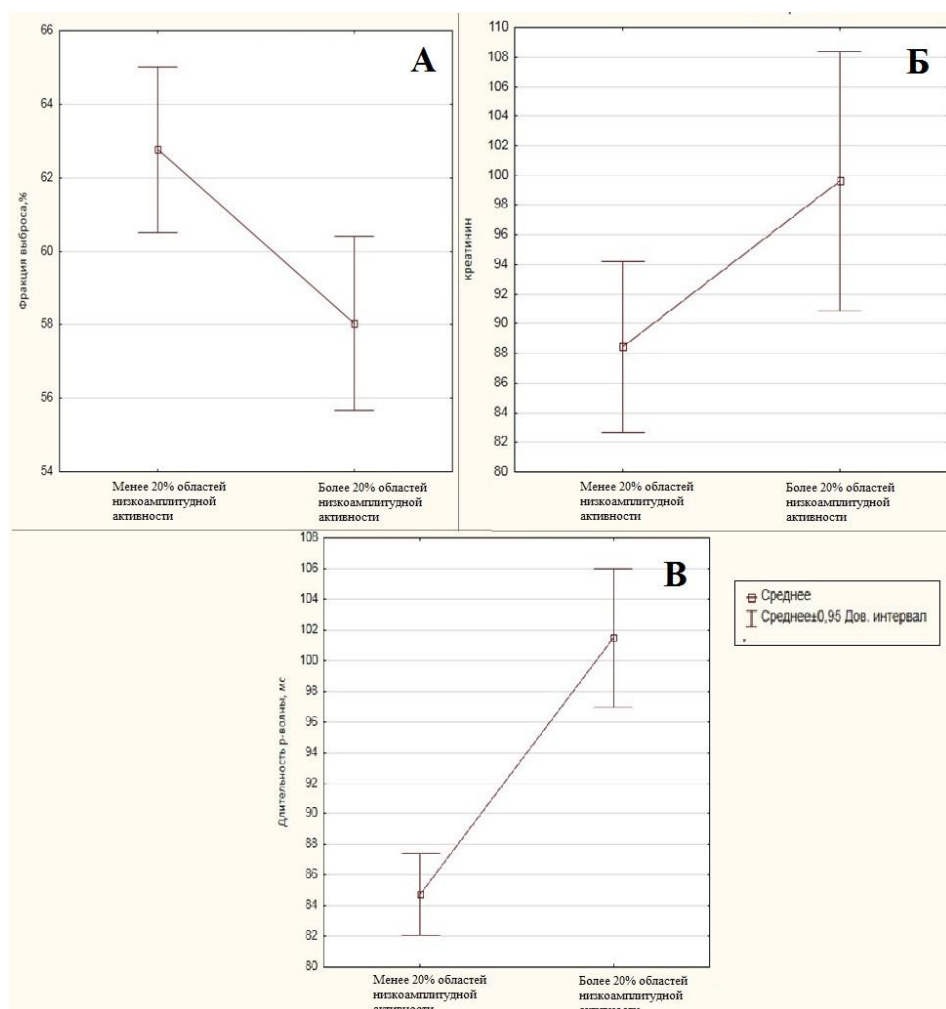 А
66
64
62
60
58
56
54
Фракция выброса,%
Менее 20% областей
низкоамплитудной
активности
Более 20% областей
низкоамплитудной
активности
Б
110
108
106
104
102
100
98
96
94
92
90
88
86
84
82
80
креатинин
Менее 20% областей
низкоамплитудной
активности
Более 20% областей
низкоамплитудной
активности
В
108
106
104
102
100
98
96
94
92
90
88
86
84
82
80
Длительность р-волны, мс
Менее 20% областей
низкоамплитудной
активности
Более 20% областей
низкоамплитудной
Среднее
Среднее±0,95 Дов. интервал